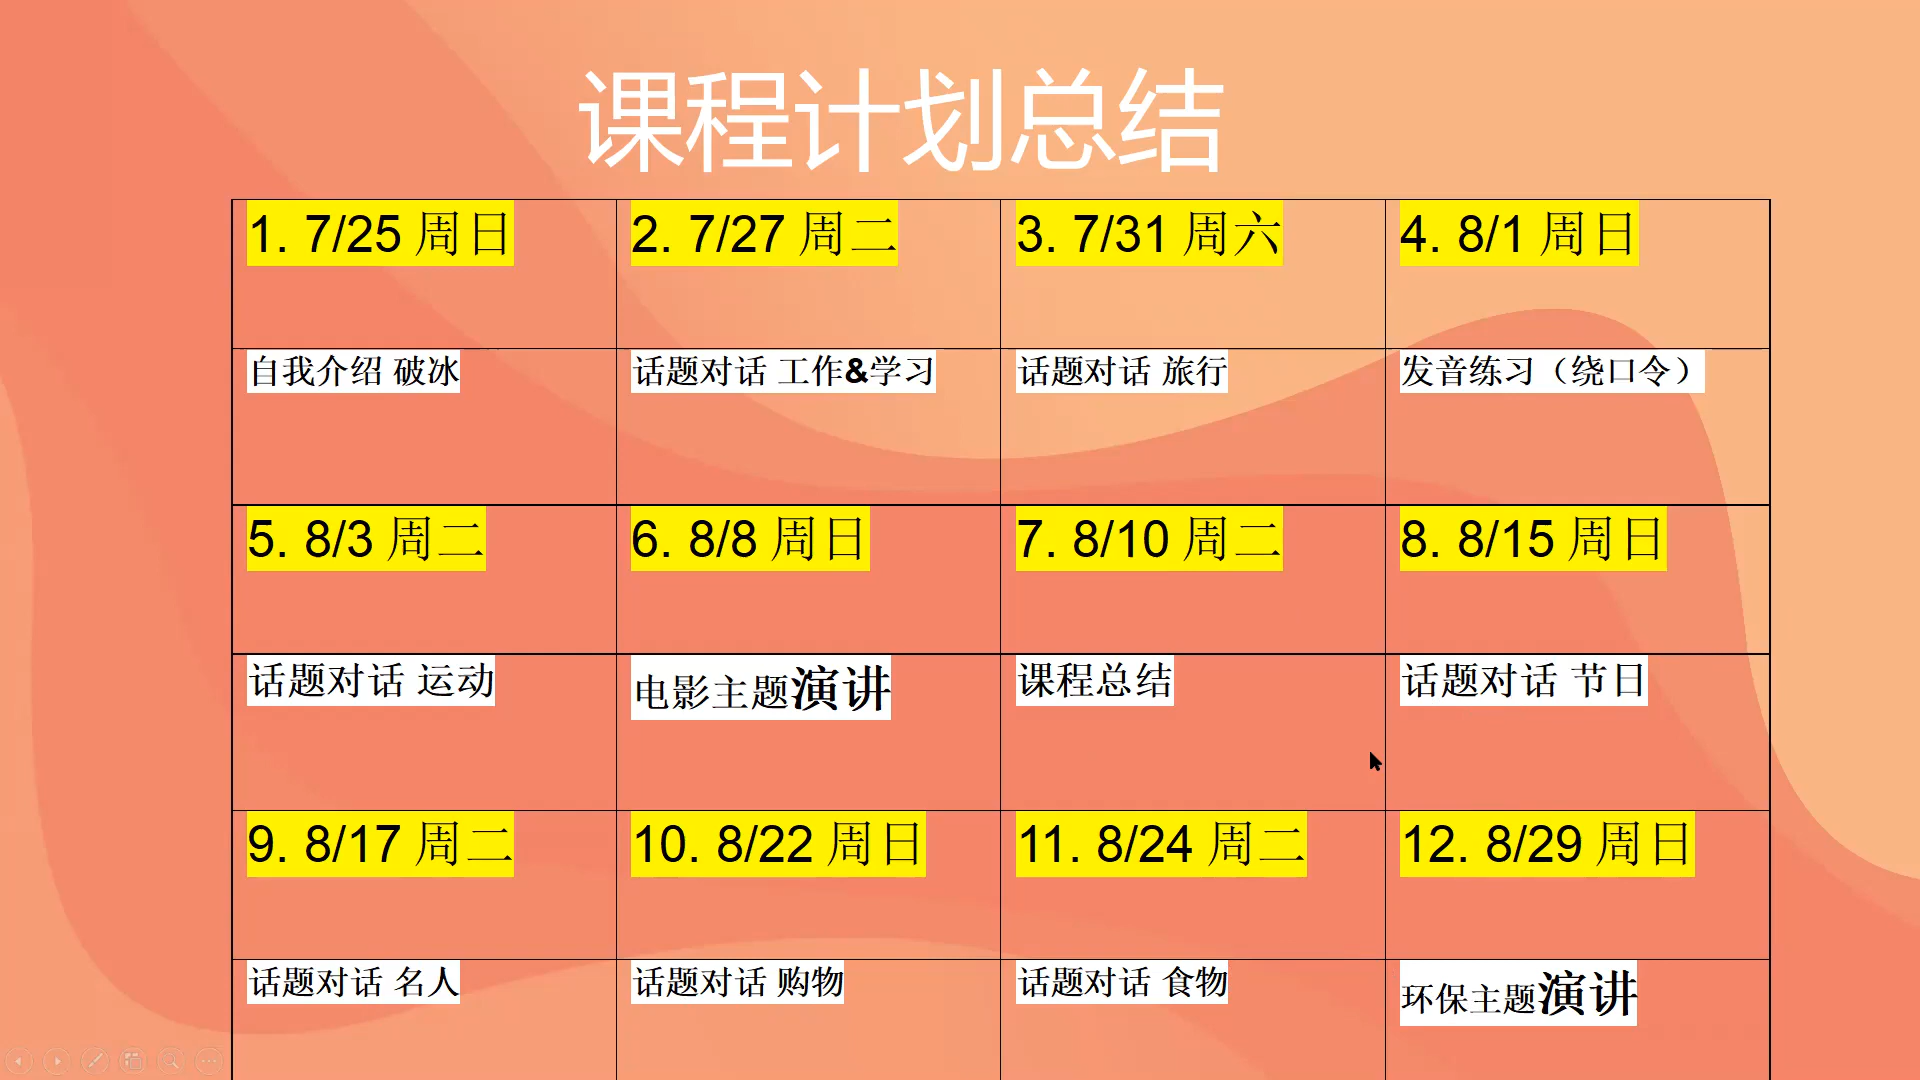 课程计划总结
1. 7/25 周日
2. 7/27 周二
3. 7/31 周六
4. 8/1 周日
自我介绍 破冰
话题对话 工作&学习
话题对话 旅行
发音练习（绕口令）
5. 8/3 周二
6. 8/8 周日
7. 8/10 周二
8. 8/15 周日
话题对话 运动
电影主题演讲
课程总结
话题对话 节日
9. 8/17 周二
10. 8/22 周日
11. 8/24 周二
12. 8/29 周日
话题对话 名人
话题对话 购物
话题对话 食物
环保主题演讲